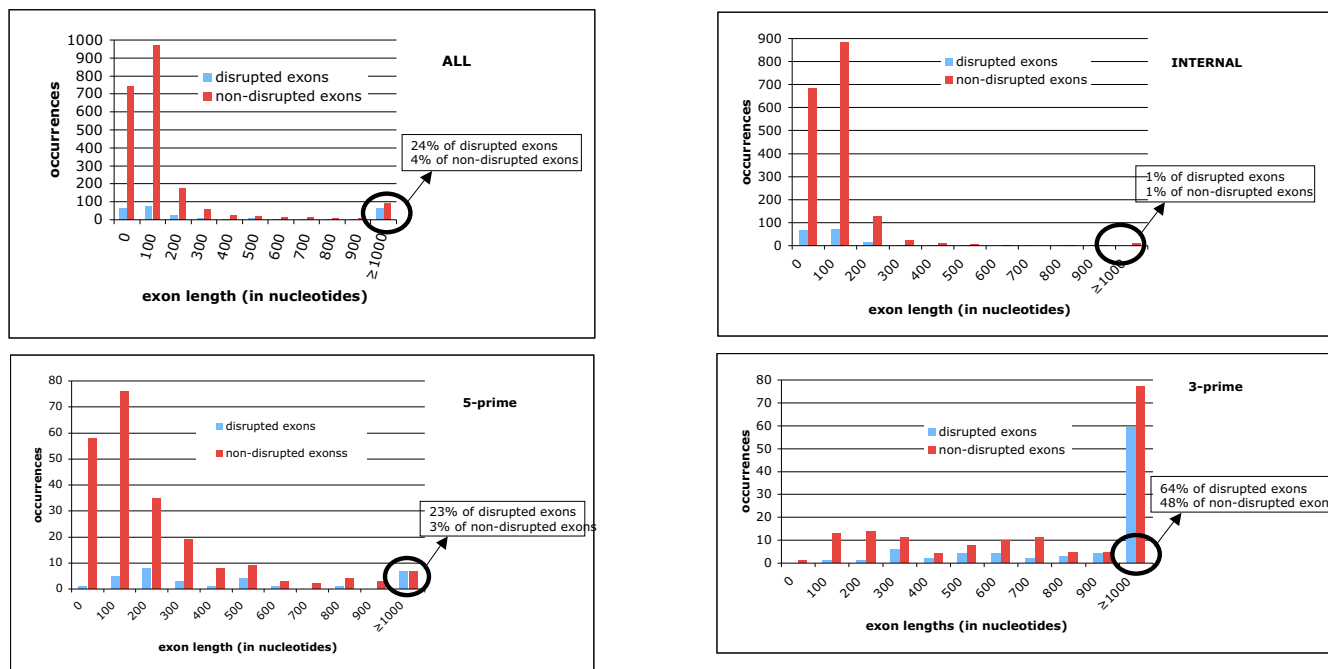 ALL
occurrences
1000
900
800
700
600
500
400
300
200
100
0
disrupted exons
non-disrupted exons
24% of disrupted exons
4% of non-disrupted exons
0
100
200
300
400
500
600
700
800
900
≥1000
exon length (in nucleotides)
INTERNAL
occurrences
900
800
700
600
500
400
300
200
100
0
disrupted exons
non-disrupted exons
1% of disrupted exons
1% of non-disrupted exons
0
100
200
300
400
500
600
700
800
900
≥1000
exon length (in nucleotides)
5-prime
occurrences
80
70
60
50
40
30
20
10
0
disrupted exons
non-disrupted exonss
23% of disrupted exons
3% of non-disrupted exons
0
100
200
300
400
500
600
700
800
900
≥1000
exon length (in nucleotides)
3-prime
occurrences
80
70
60
50
40
30
20
10
0
disrupted exons
non-disrupted exons
64% of disrupted exons
48% of non-disrupted exon
0
100
200
300
400
500
600
700
800
900
≥1000
exon lengths (in nucleotides)